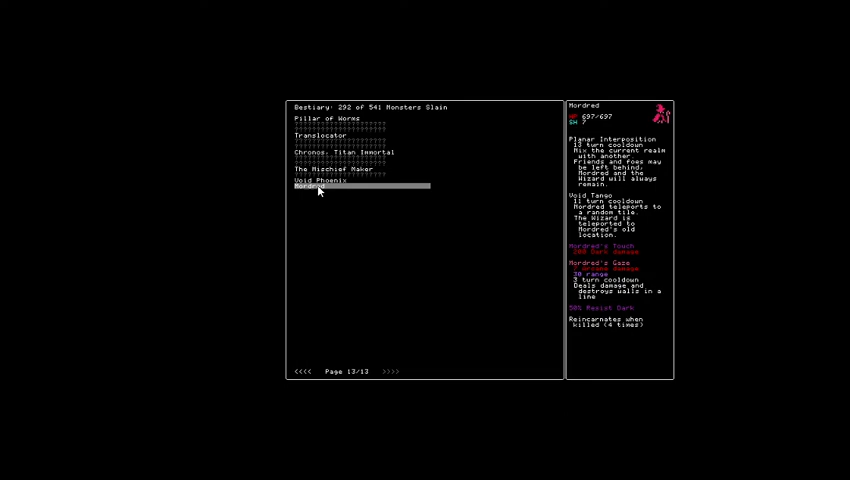 Bestiary: 292 of 541 Monsters Slain
Pillar of Worms
?????????????????????
?????????????????????
Translocator
?????????????????????
?????????????????????
Chronos, Titan Immortal
?????????????????????
?????????????????????
The Mischief Maker
?????????????????????
Void Phoenix
Mordred
<<<< Page 13/13 >>>>
Mordred
HP 697/697
SH 7
Planar Interposition
13 turn cooldown
Mix the current realm
with another.
Friends and foes may
be left behind,
Mordred and the
Wizard will always
remain.
Void Tango
11 turn cooldown
Mordred teleports to
a random tile.
The Wizard is
teleported to
Mordred's old
location.
Mordred's Touch
200 Dark damage
Mordred's Gaze
7 Arcane damage
30 range
3 turn cooldown
Deals damage and
destroys walls in a
line
50% Resist Dark
Reincarnates when
killed (4 times)